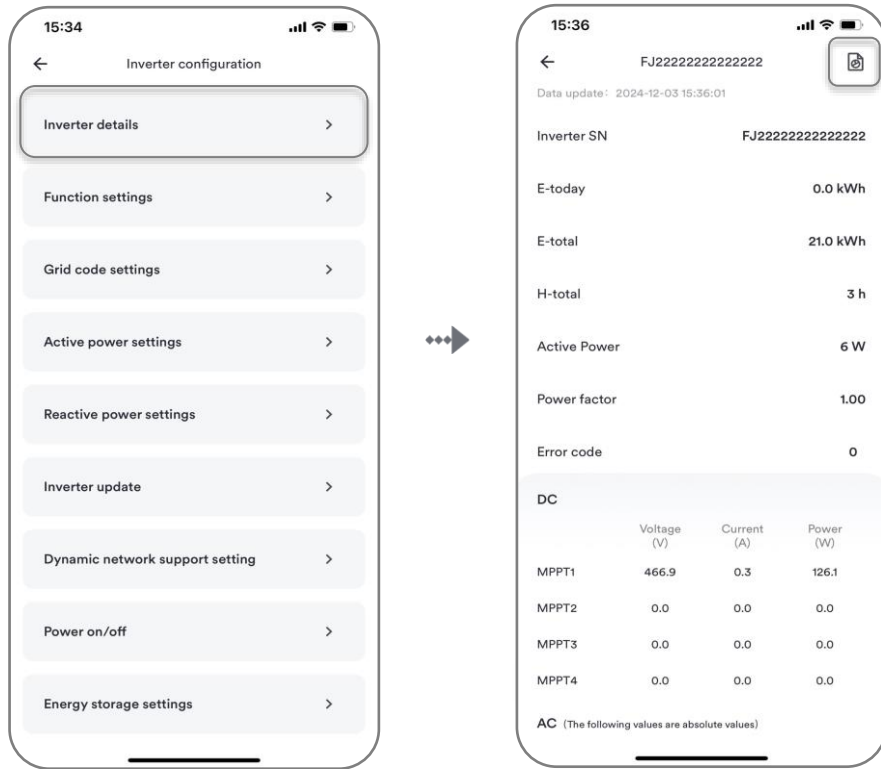 15:34
Inverter configuration
Inverter details
Function settings
Grid code settings
Active power settings
Reactive power settings
Inverter update
Dynamic network support setting
Power on/off
Energy storage settings
15:36
FJ22222222222222
Data update: 2024-12-03 15:36:01
Inverter SN FJ22222222222222
E-today 0.0 kWh
E-total 21.0 kWh
H-total 3 h
Active Power 6 W
Power factor 1.00
Error code 0
DC
Voltage (V) Current (A) Power (W)
MPPT1 466.9 0.3 126.1
MPPT2 0.0 0.0 0.0
MPPT3 0.0 0.0 0.0
MPPT4 0.0 0.0 0.0
AC (The following values are absolute values)